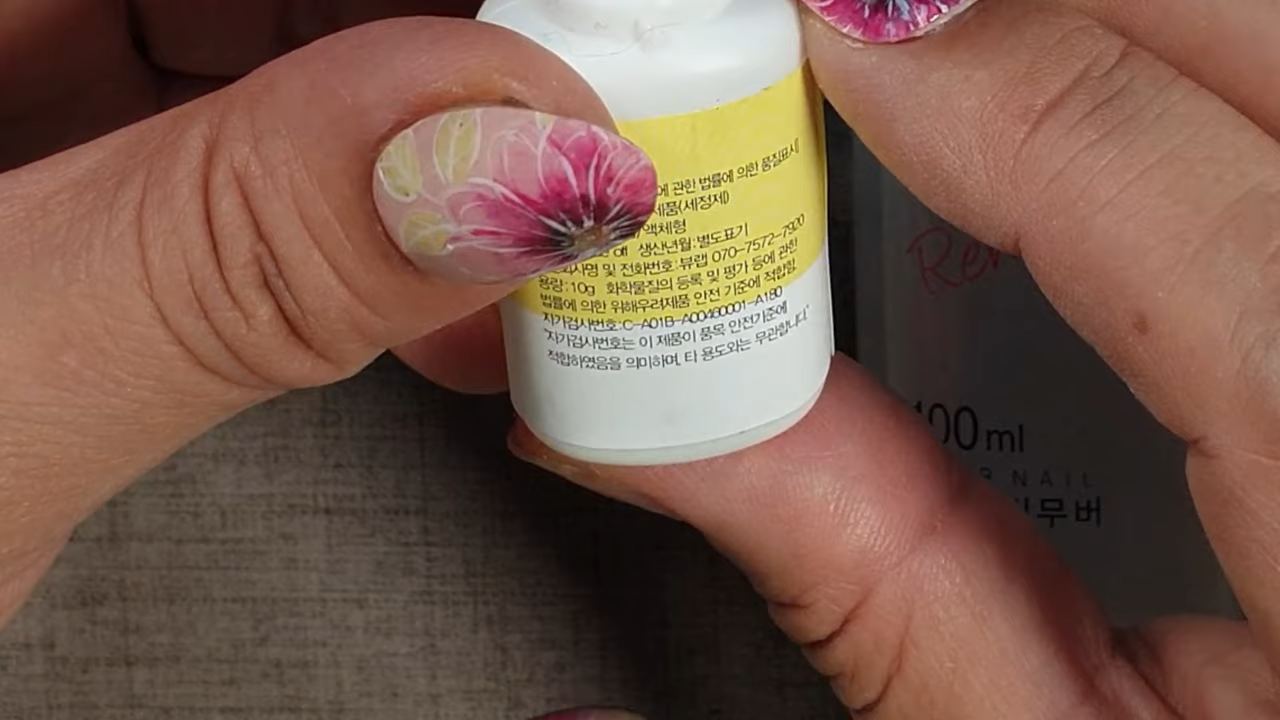 에 관한 법률에 의한 품질표시
제품(세정제)
/액체형
off 생산년월:별도표기
사명 및 전화번호:뷰랩 070-7572-7920
용량:10g 화학물질의 등록 및 평가 등에 관한
법률에 의한 위해우려제품 안전 기준에 적합함
자가검사번호:C-A01B-A00460001-A180
"자가검사번호는 이 제품이 품목 안전기준에
적합하였음을 의미하며, 타 용도와는 무관합니다."
Re
100 ml
NAIL
무버